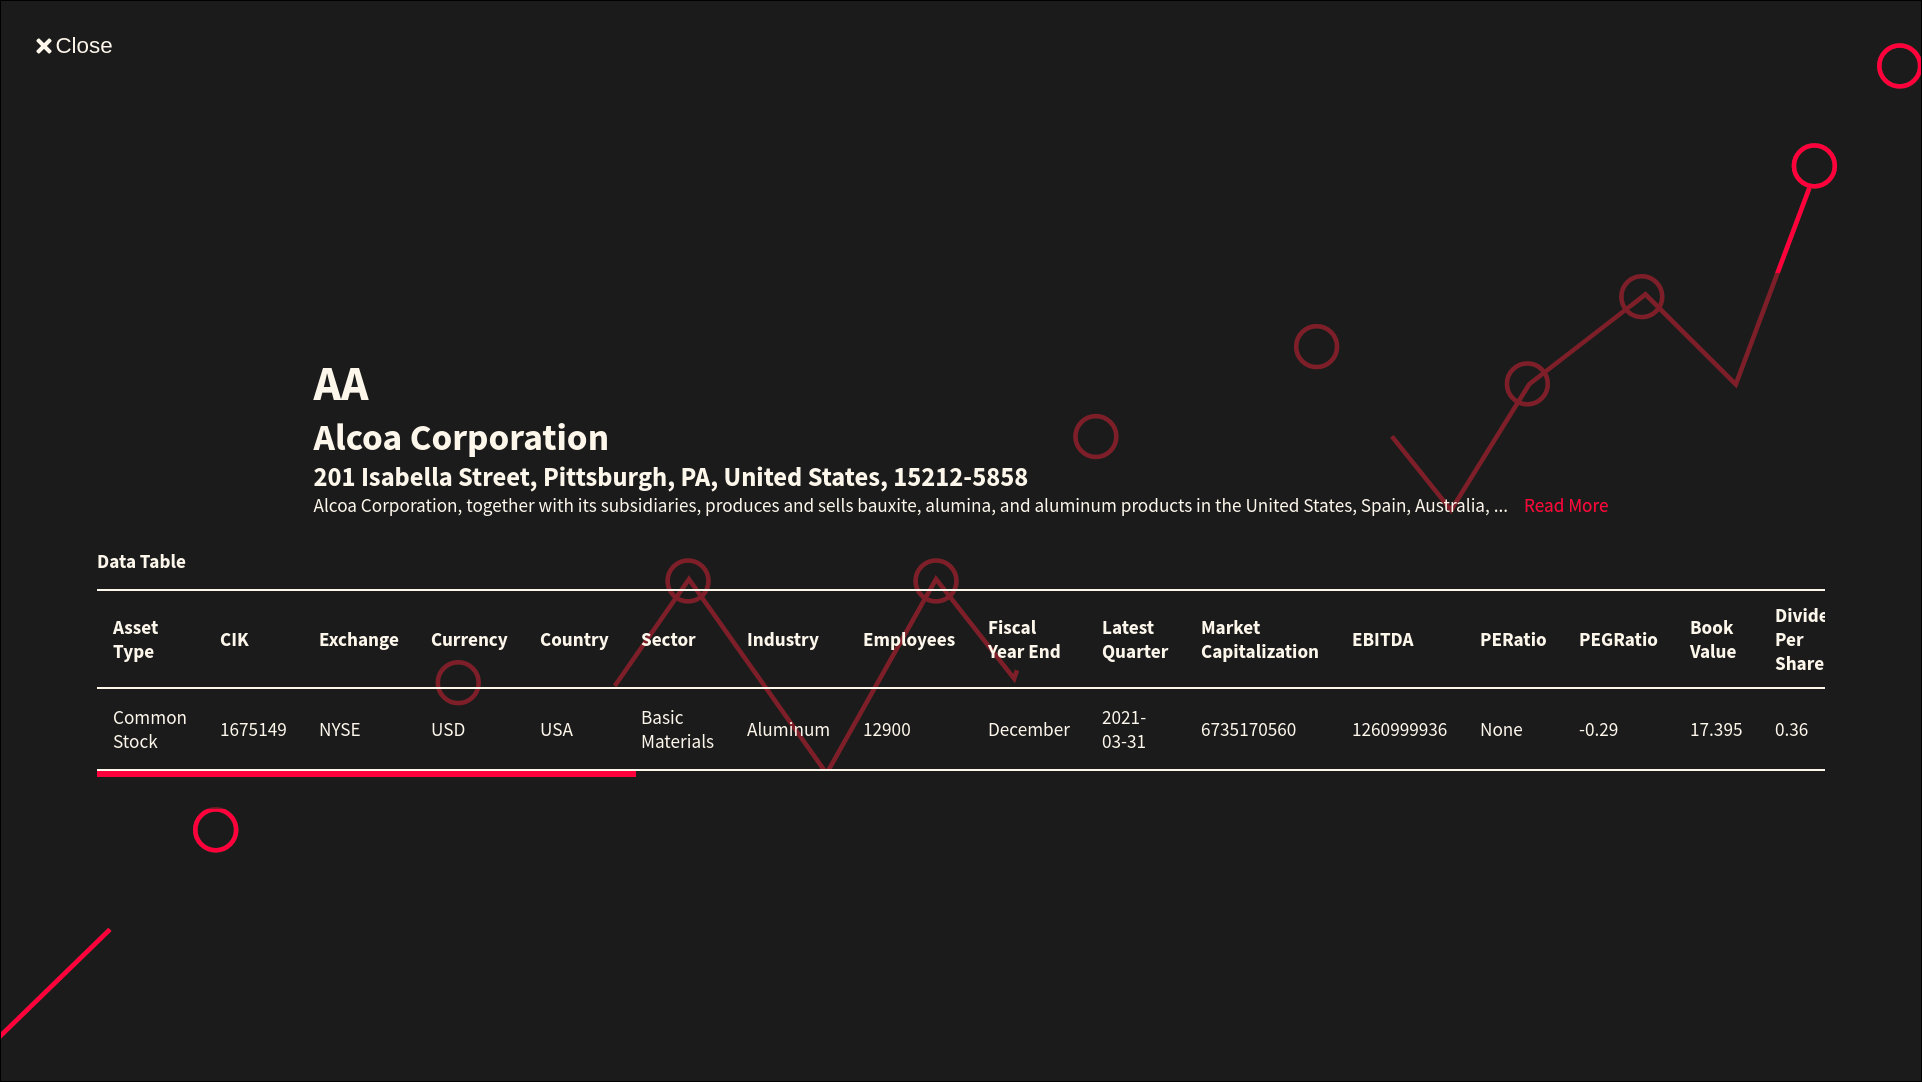 Close
AA
Alcoa Corporation
201 Isabella Street, Pittsburgh, PA, United States, 15212-5858
Alcoa Corporation, together with its subsidiaries, produces and sells bauxite, alumina, and aluminum products in the United States, Spain, Australia, ... Read More
Data Table
Asset Type CIK Exchange Currency Country Sector Industry Employees Fiscal Year End Latest Quarter Market Capitalization EBITDA PERatio PEGRatio Book Value Divide Per Share
Common Stock 1675149 NYSE USD USA Basic Materials Aluminum 12900 December 2021-03-31 6735170560 1260999936 None -0.29 17.395 0.36